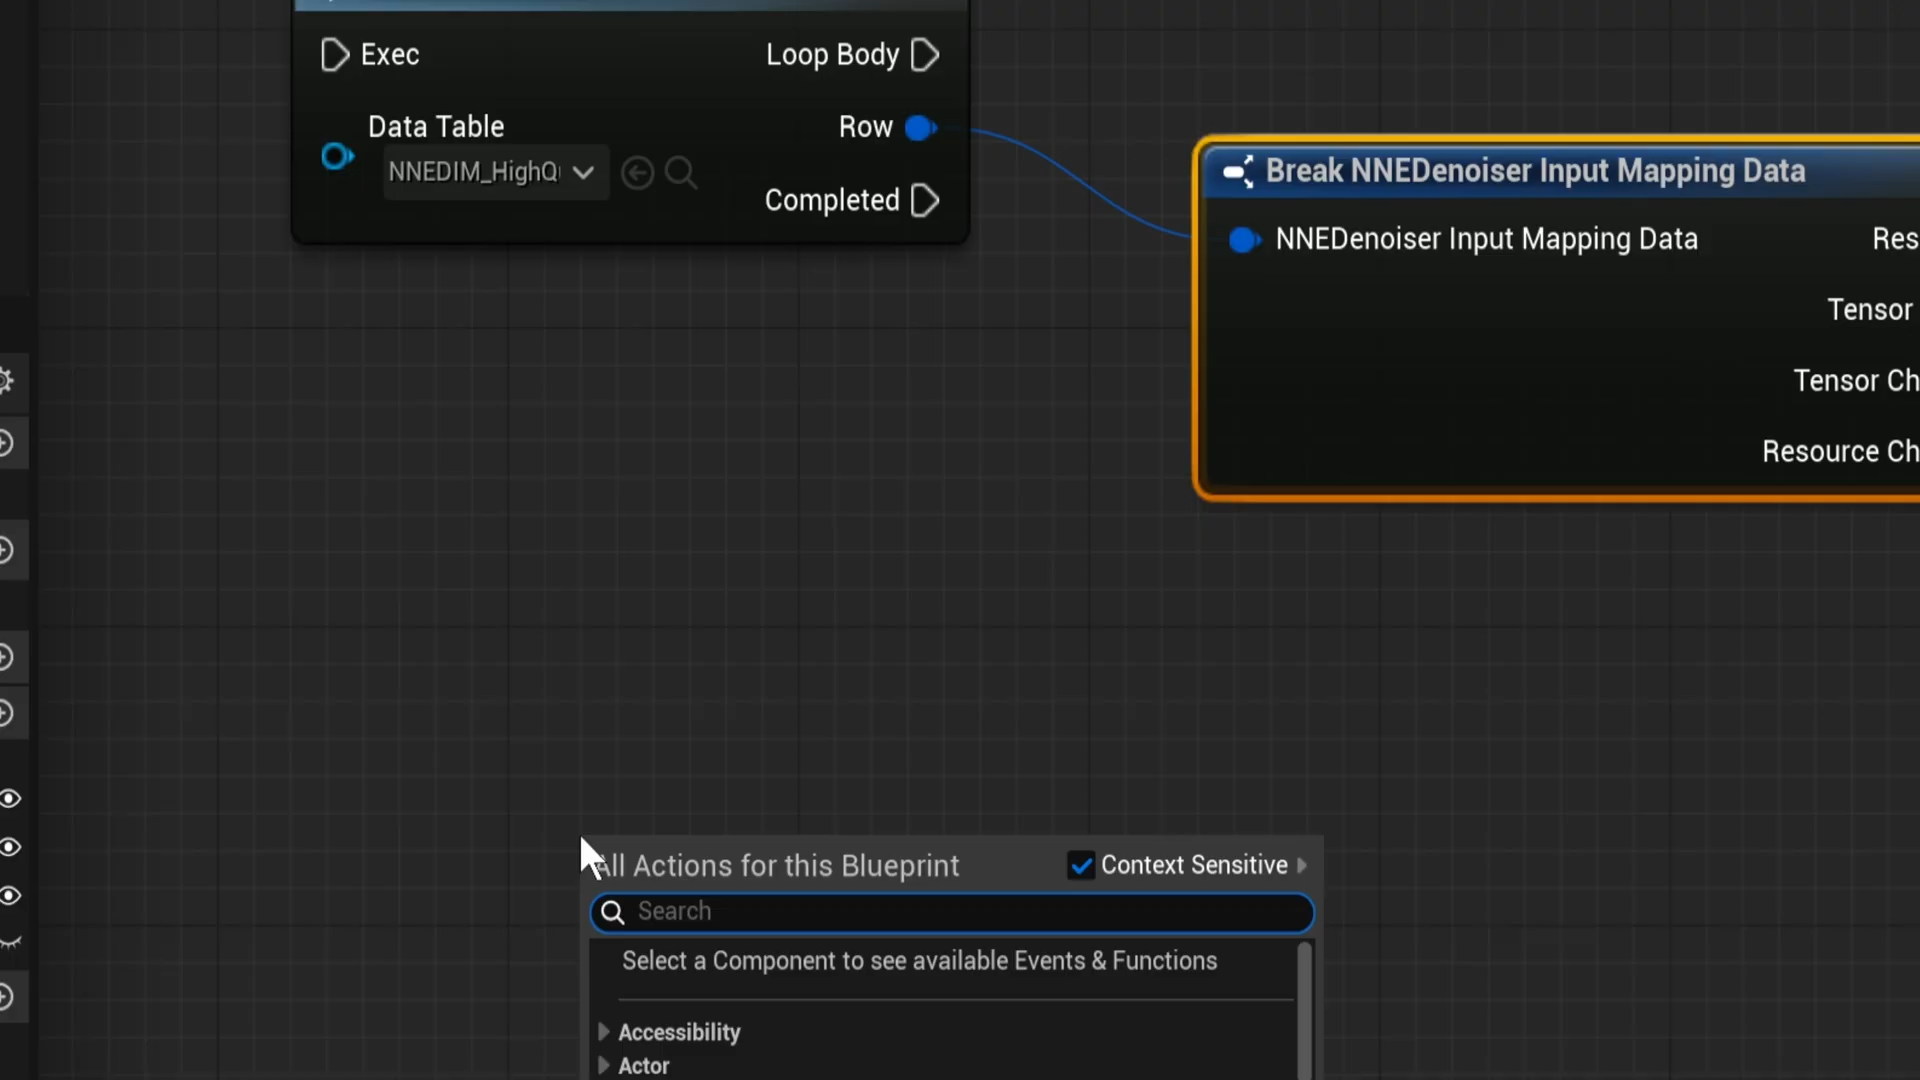 Exec
Loop Body
Data Table
Row
NNEDIM_HighQ
Completed
Break NNEDenoiser Input Mapping Data
NNEDenoiser Input Mapping Data
Res
Tensor
Tensor Ch
Resource Ch
All Actions for this Blueprint
Context Sensitive
Search
Select a Component to see available Events & Functions
Accessibility
Actor